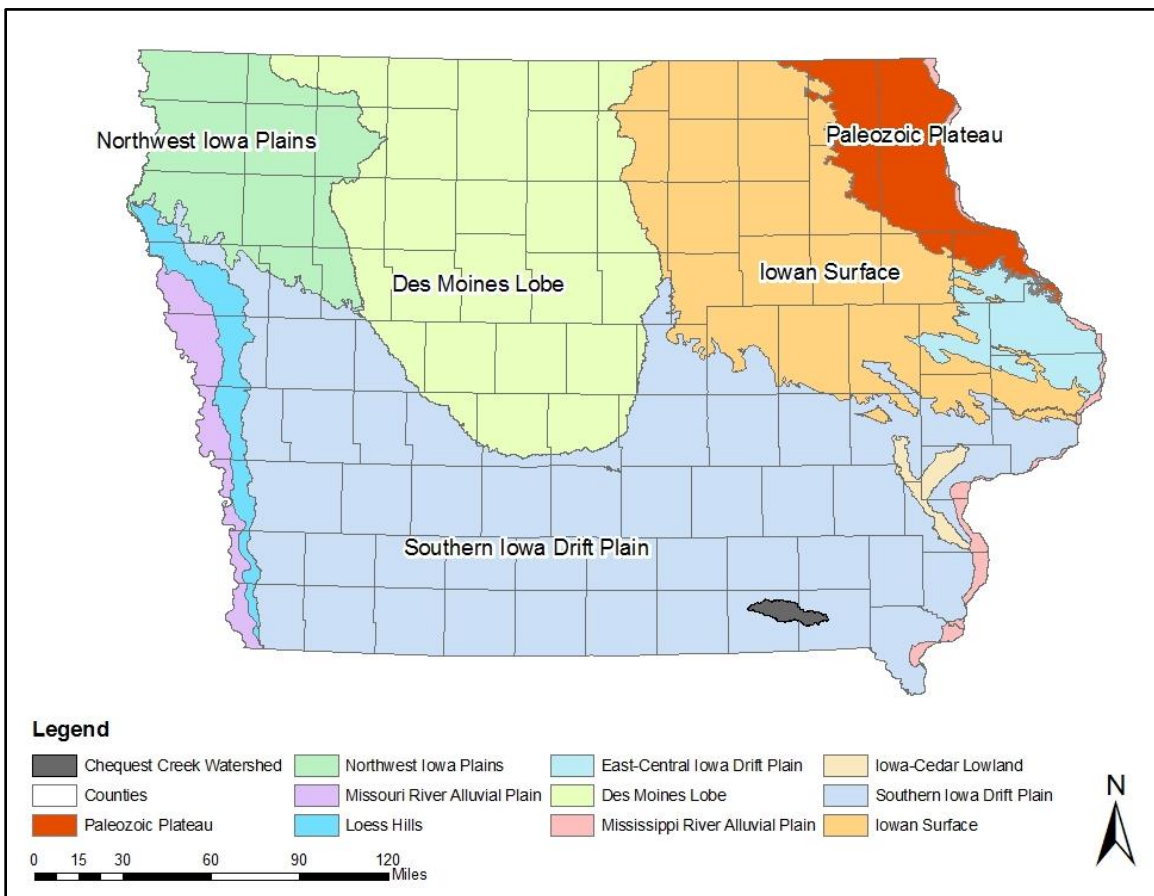 Northwest Iowa Plains
Paleozoic Plateau
Des Moines Lobe
Iowan Surface
Southern Iowa Drift Plain
Legend
Chequest Creek Watershed
Counties
Paleozoic Plateau
Northwest Iowa Plains
Missouri River Alluvial Plain
Loess Hills
East-Central Iowa Drift Plain
Des Moines Lobe
Mississippi River Alluvial Plain
Iowa-Cedar Lowland
Southern Iowa Drift Plain
Iowan Surface
0 15 30 60 90 120
Miles
N